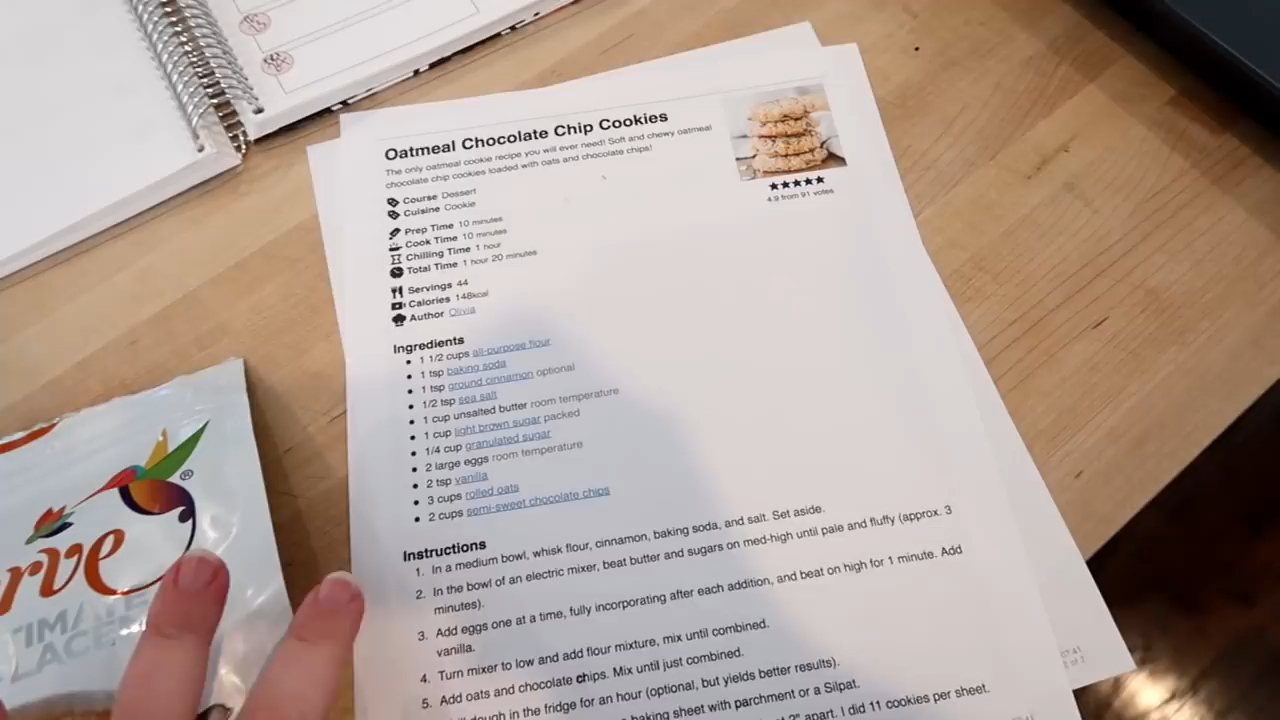 Oatmeal Chocolate Chip Cookies
The only oatmeal cookie recipe you will ever need! Soft and chewy oatmeal
chocolate chip cookies loaded with oats and chocolate chips!
4.9 from 91 votes
Course Dessert
Cuisine Cookie
Prep Time 10 minutes
Cook Time 10 minutes
Chilling Time 1 hour
Total Time 1 hour 20 minutes
Servings 44
Calories 148kcal
Author Olivia
Ingredients
• 1 1/2 cups all-purpose flour
• 1 tsp baking soda
• 1 tsp ground cinnamon optional
• 1/2 tsp sea salt
• 1 cup unsalted butter room temperature
• 1 cup light brown sugar packed
• 1/4 cup granulated sugar
• 2 large eggs room temperature
• 2 tsp vanilla
• 3 cups rolled oats
• 2 cups semi-sweet chocolate chips
Instructions
1. In a medium bowl, whisk flour, cinnamon, baking soda, and salt. Set aside.
2. In the bowl of an electric mixer, beat butter and sugars on med-high until pale and fluffy (approx. 3
minutes).
3. Add eggs one at a time, fully incorporating after each addition, and beat on high for 1 minute. Add
vanilla.
4. Turn mixer to low and add flour mixture, mix until combined.
5. Add oats and chocolate chips. Mix until just combined.
dough in the fridge for an hour (optional, but yields better results).
baking sheet with parchment or a Silpat.
2" apart. I did 11 cookies per sheet.
rve
®